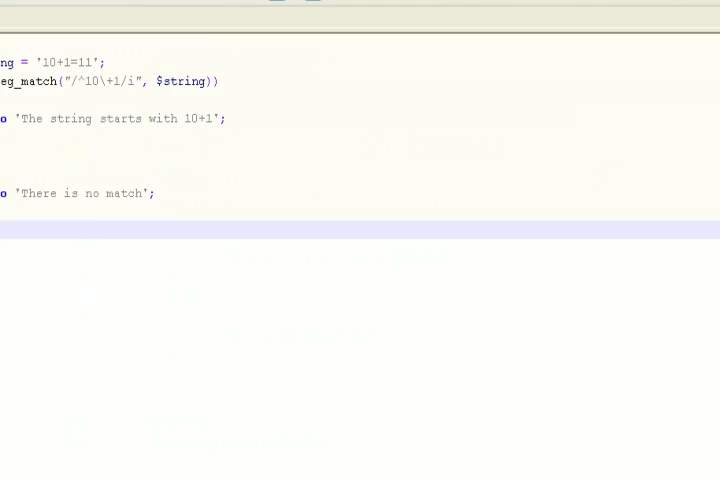 ng = '10+1=11';
eg_match("/^10\+1/i", $string))
o 'The string starts with 10+1';
o 'There is no match';